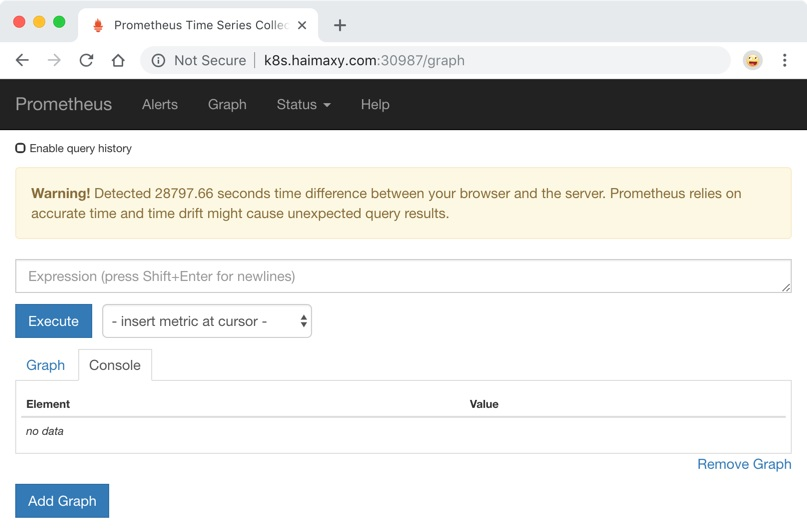 Prometheus Time Series Collec
Not Secure | k8s.haimaxy.com:30987/graph
Prometheus Alerts Graph Status Help
Enable query history
Warning! Detected 28797.66 seconds time difference between your browser and the server. Prometheus relies on
accurate time and time drift might cause unexpected query results.
Expression (press Shift+Enter for newlines)
Execute - insert metric at cursor -
Graph Console
Element Value
no data
Remove Graph
Add Graph